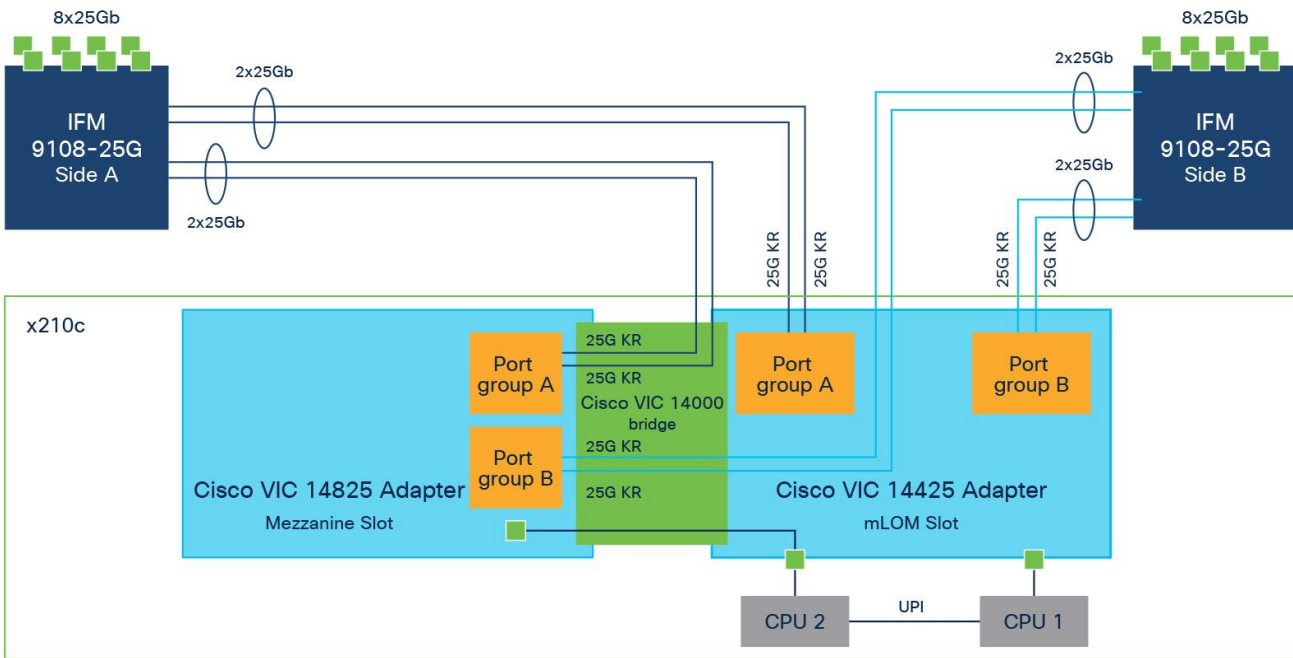 8x25Gb
8x25Gb
2x25Gb
2x25Gb
IFM
9108-25G
Side A
IFM
9108-25G
Side B
2x25Gb
2x25Gb
25G KR
25G KR
25G KR
25G KR
x210c
Port
group A
25G KR
25G KR
Cisco VIC 14000
bridge
Port
group A
Port
group B
Port
group B
25G KR
25G KR
Cisco VIC 14825 Adapter
Mezzanine Slot
Cisco VIC 14425 Adapter
mLOM Slot
CPU 2
UPI
CPU 1